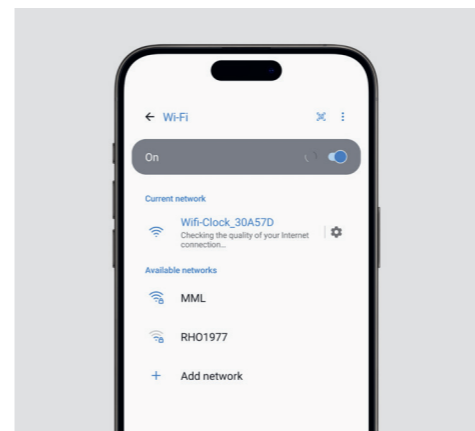 Wi-Fi
On
Current network
Wifi-Clock_30A57D
Checking the quality of your Internet
connection...
Available networks
MML
RHO1977
Add network